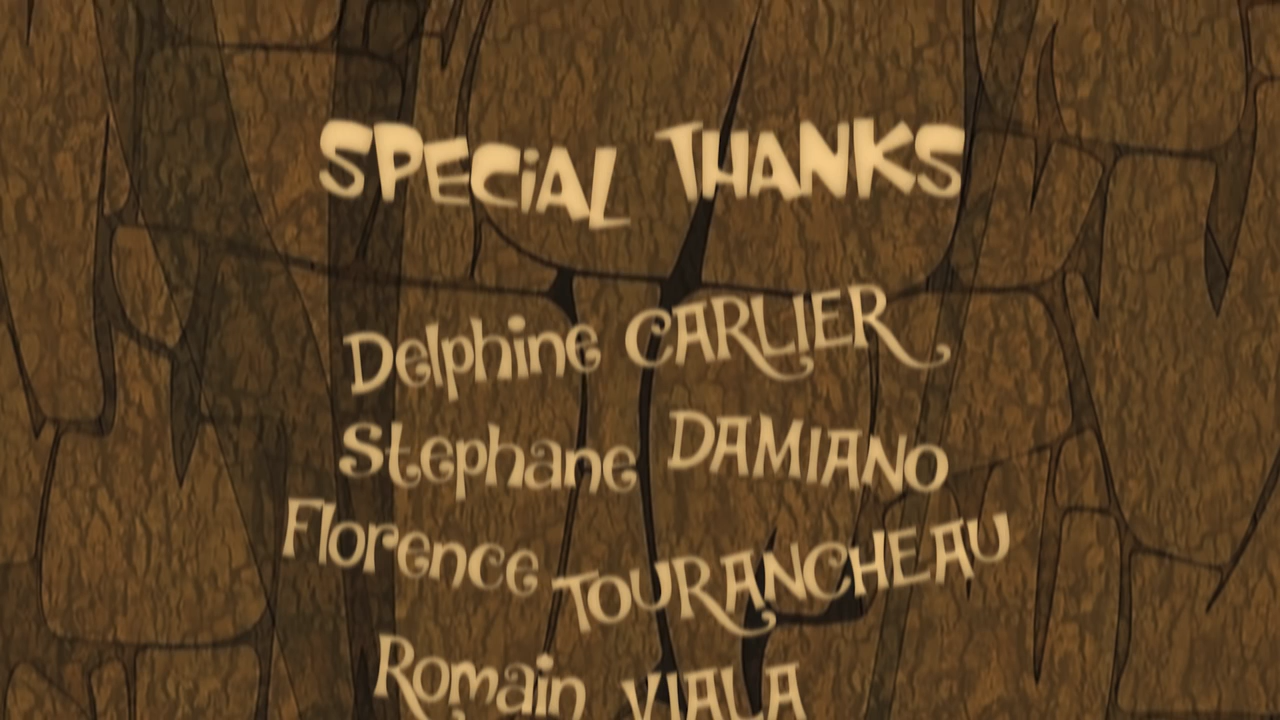 SPECiAL THANKS
Delphine CARLIER
Stephane DAMIANO
Florence TOURANCHEAU
Romain VIALA